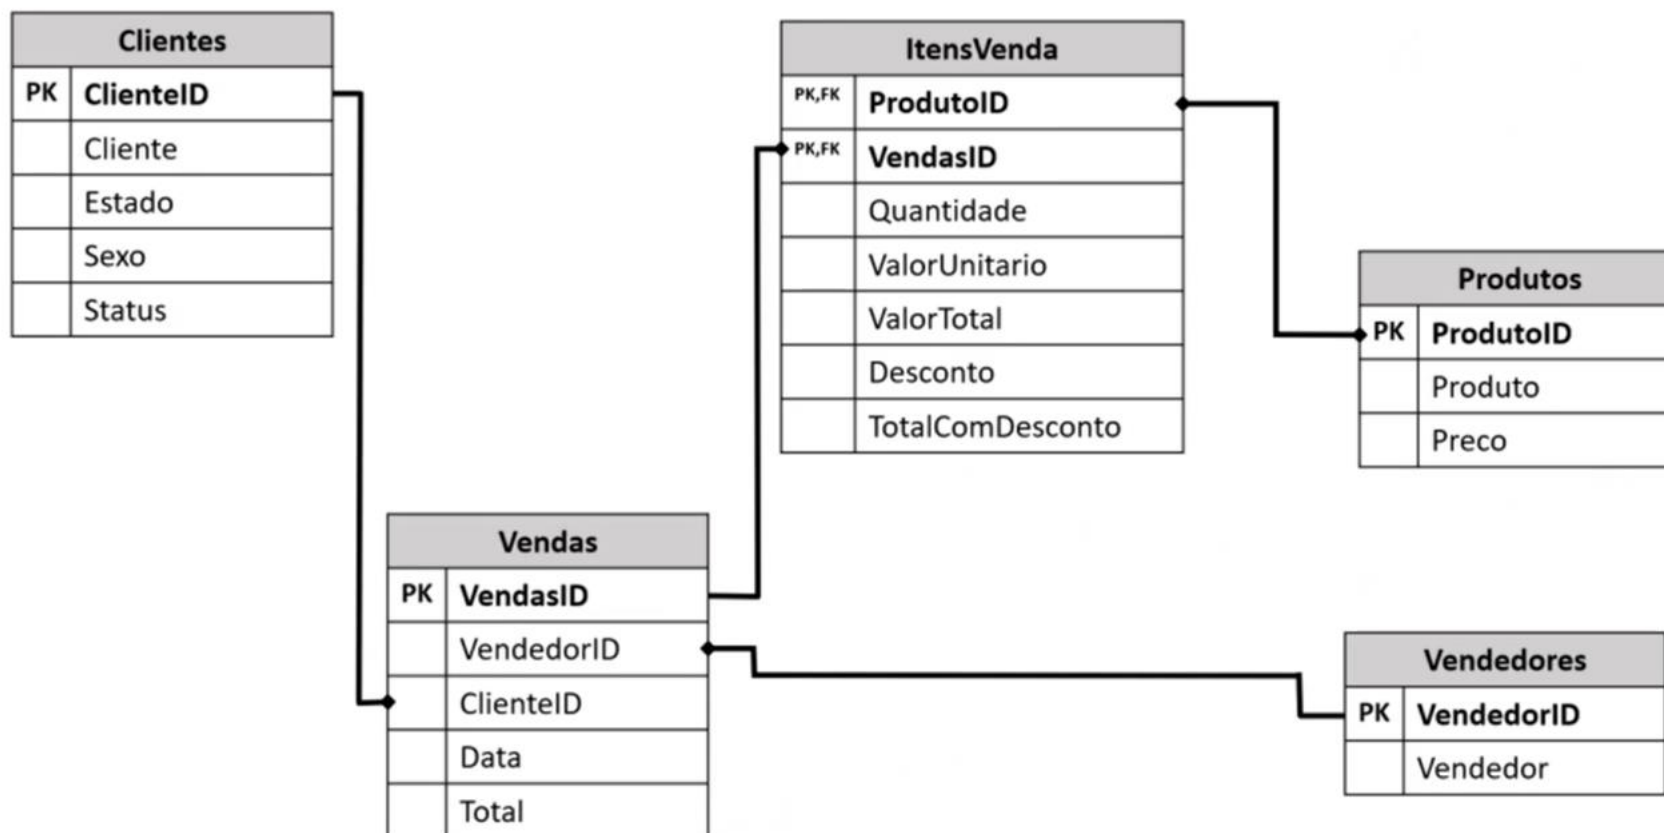 Clientes
PK ClienteID
Cliente
Estado
Sexo
Status
ItensVenda
PK,FK ProdutoID
PK,FK VendasID
Quantidade
ValorUnitario
ValorTotal
Desconto
TotalComDesconto
Produtos
PK ProdutoID
Produto
Preco
Vendas
PK VendasID
VendedorID
ClienteID
Data
Total
Vendedores
PK VendedorID
Vendedor